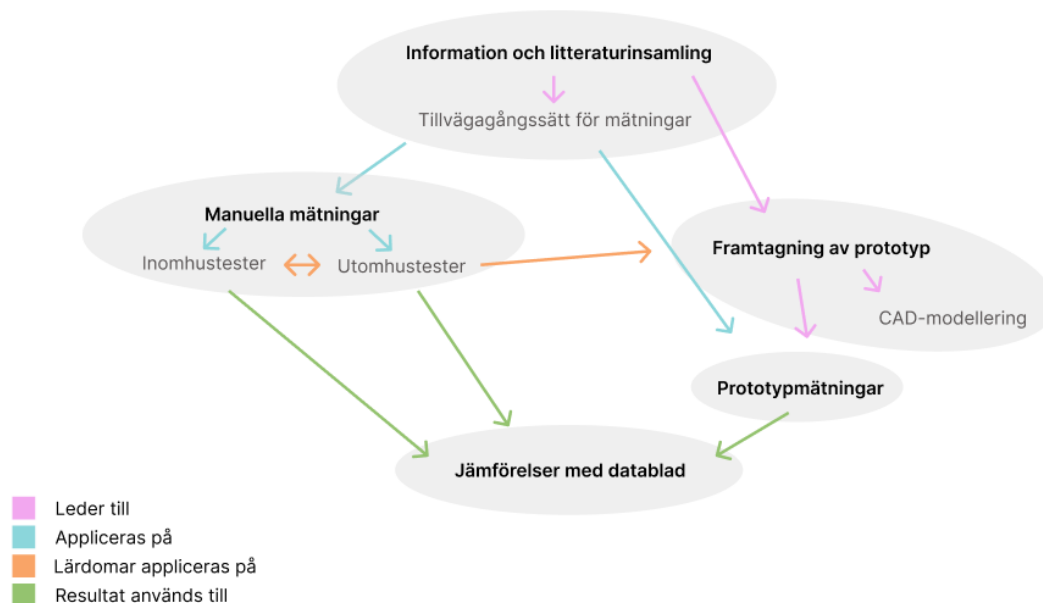 Information och litteraturinsamling
Tillvägagångssätt för mätningar
Manuella mätningar
Inomhustester
Utomhustester
Framtagning av prototyp
CAD-modellering
Prototypmätningar
Jämförelser med datablad
Leder till
Appliceras på
Lärdomar appliceras på
Resultat används till